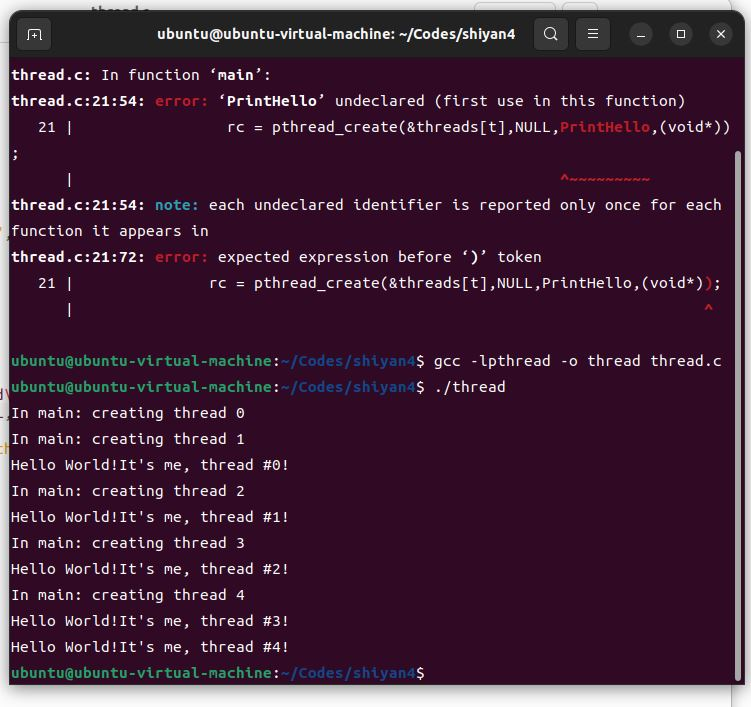 ubuntu@ubuntu-virtual-machine: ~/Codes/shiyan4
thread.c: In function ‘main’:
thread.c:21:54: error: ‘PrintHello’ undeclared (first use in this function)
   21 |                 rc = pthread_create(&threads[t],NULL,PrintHello,(void*))
;
      |                                                      ^~~~~~~~~~
thread.c:21:54: note: each undeclared identifier is reported only once for each
function it appears in
thread.c:21:72: error: expected expression before ‘)’ token
   21 |               rc = pthread_create(&threads[t],NULL,PrintHello,(void*));
      |                                                                      ^
ubuntu@ubuntu-virtual-machine:~/Codes/shiyan4$ gcc -lpthread -o thread thread.c
ubuntu@ubuntu-virtual-machine:~/Codes/shiyan4$ ./thread
In main: creating thread 0
In main: creating thread 1
Hello World!It's me, thread #0!
In main: creating thread 2
Hello World!It's me, thread #1!
In main: creating thread 3
Hello World!It's me, thread #2!
In main: creating thread 4
Hello World!It's me, thread #3!
Hello World!It's me, thread #4!
ubuntu@ubuntu-virtual-machine:~/Codes/shiyan4$